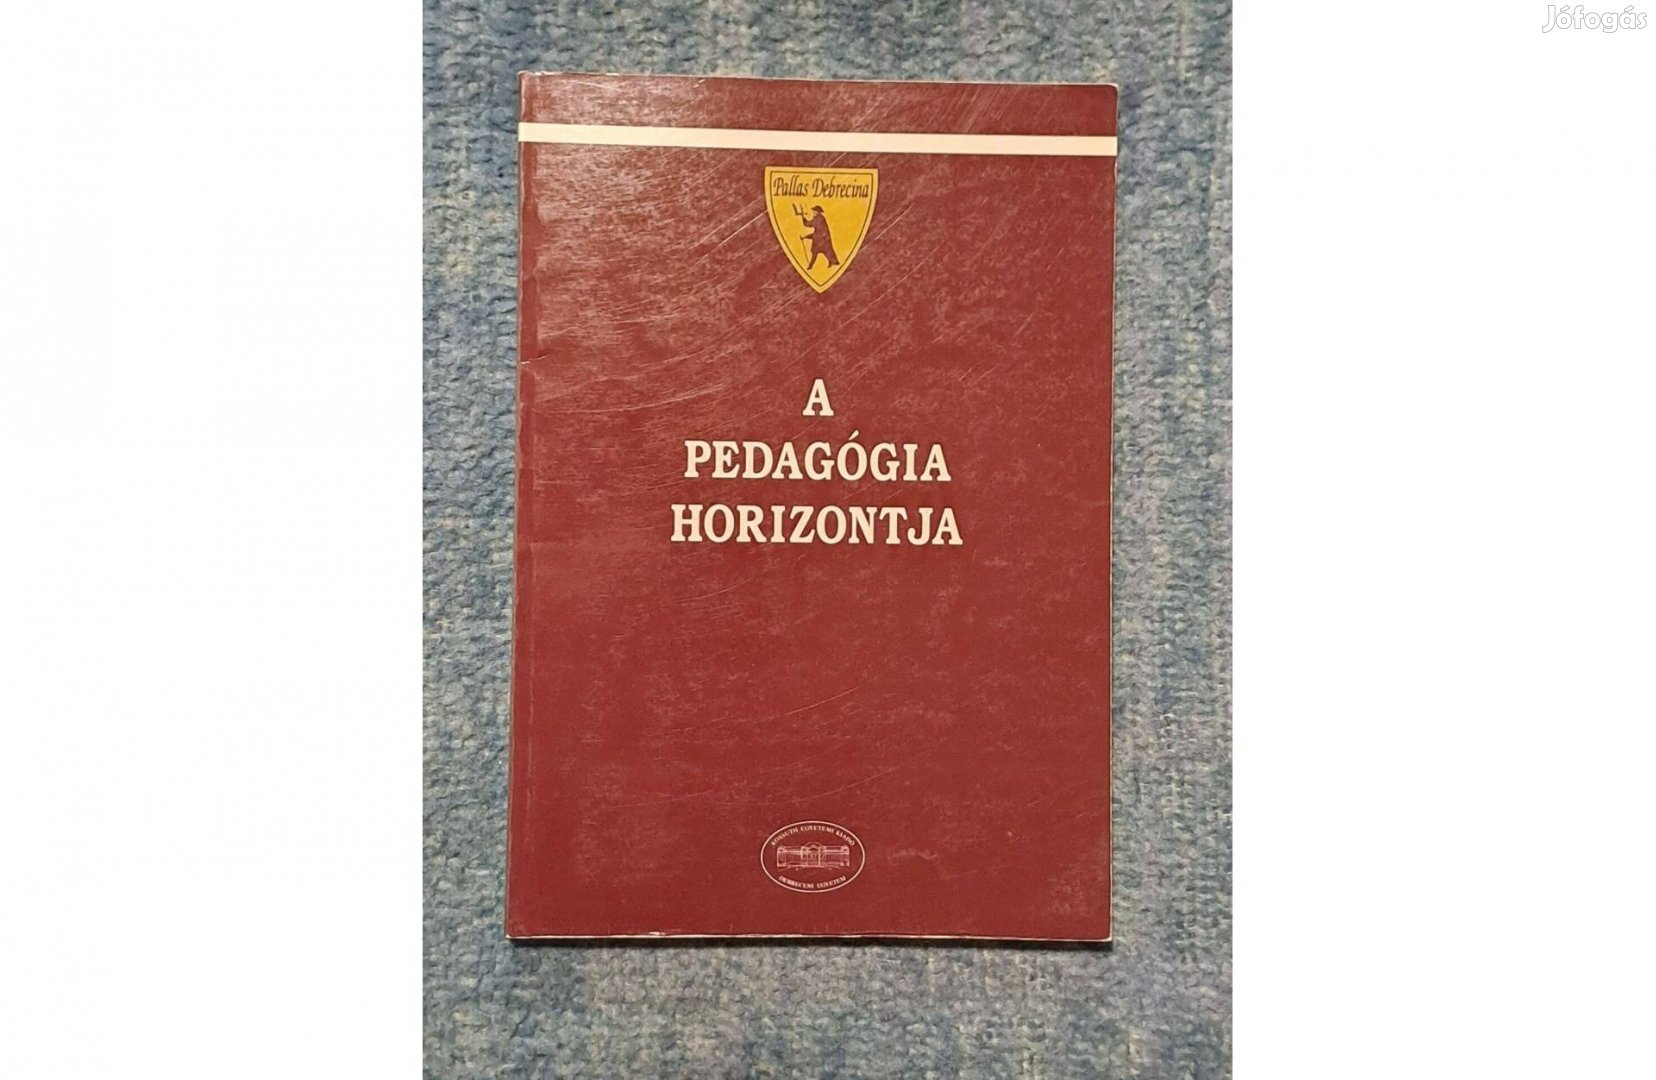 Jófogás
Pallas Debrecina
A
PEDAGÓGIA
HORIZONTJA
KOSSUTH EGYETEMI KIADÓ
DEBRECENI EGYETEM